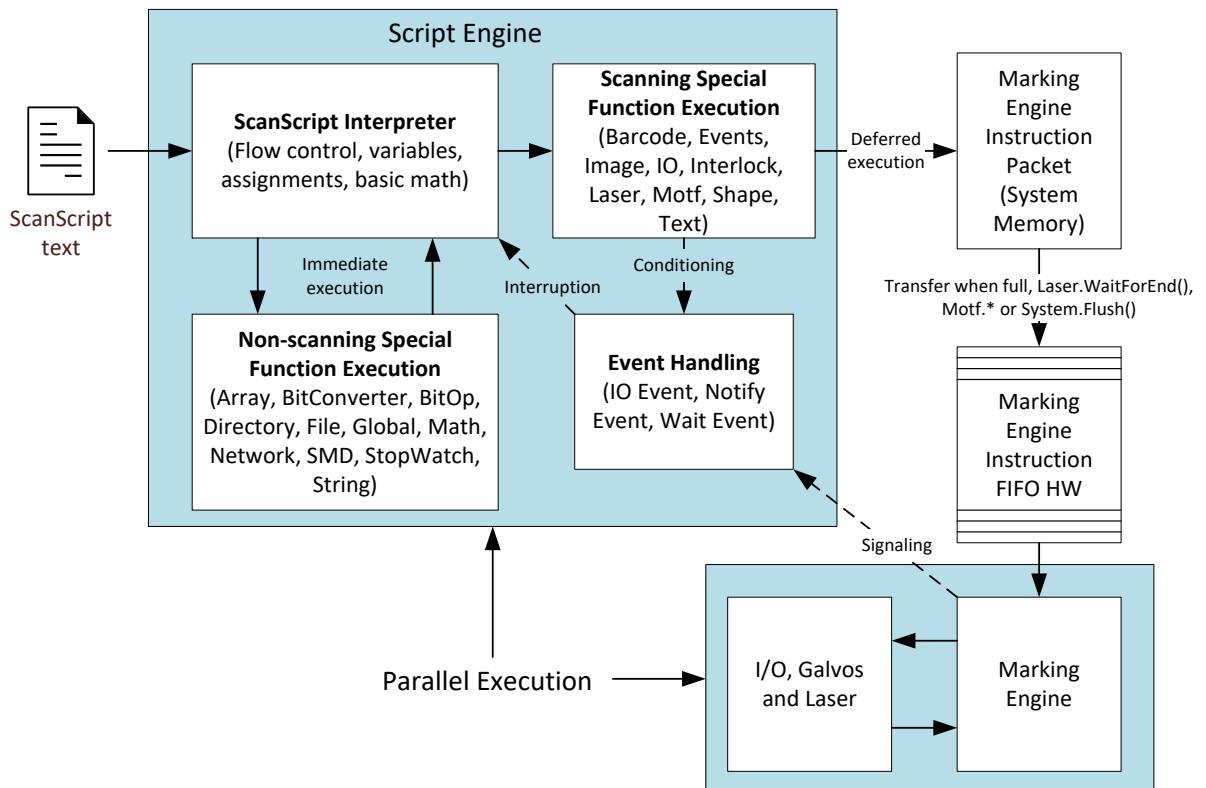 Script Engine
ScanScript
text
ScanScript Interpreter
(Flow control, variables,
assignments, basic math)
Scanning Special
Function Execution
(Barcode, Events,
Image, IO, Interlock,
Laser, Motf, Shape,
Text)
Deferred
execution
Marking
Engine
Instruction
Packet
(System
Memory)
Immediate
execution
Interruption
Conditioning
Transfer when full, Laser.WaitForEnd(),
Motf.* or System.Flush()
Non-scanning Special
Function Execution
(Array, BitConverter, BitOp,
Directory, File, Global, Math,
Network, SMD, StopWatch,
String)
Event Handling
(IO Event, Notify
Event, Wait Event)
Marking
Engine
Instruction
FIFO HW
Signaling
Parallel Execution
I/O, Galvos
and Laser
Marking
Engine